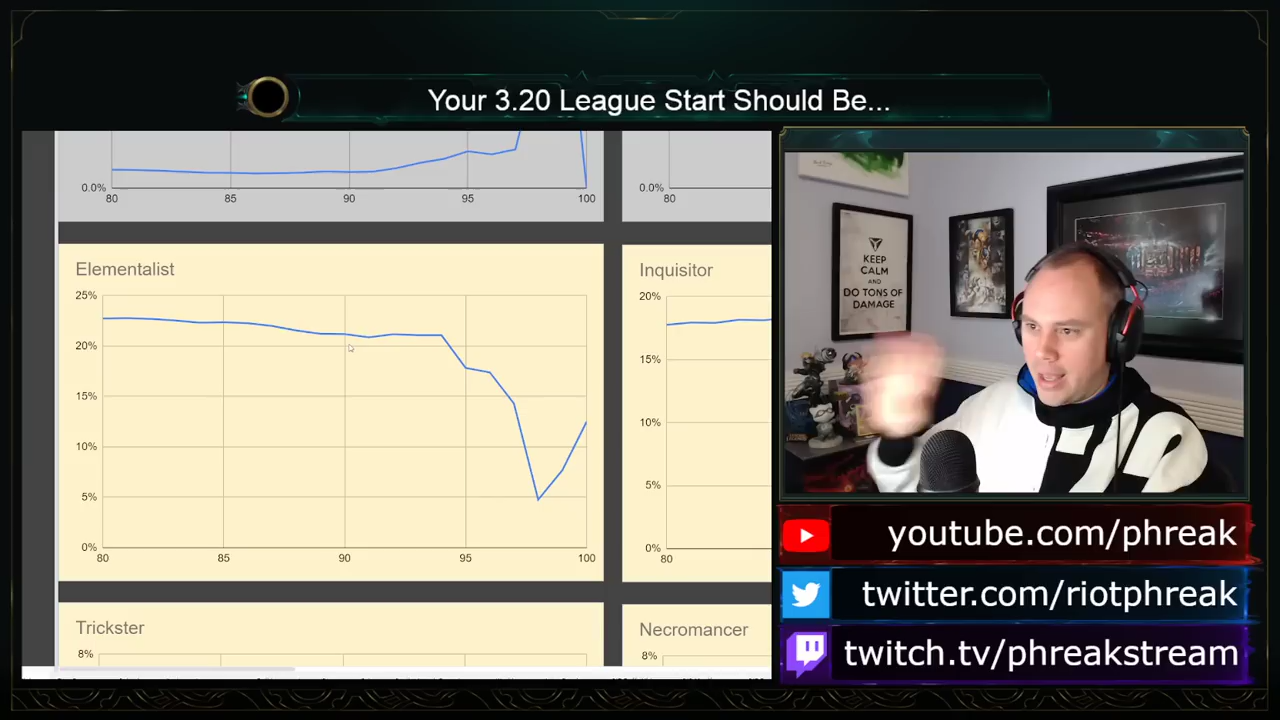 Your 3.20 League Start Should Be...
0.0%
80 85 90 95 100
0.0%
80
Elementalist
25%
20%
15%
10%
5%
0%
80 85 90 95 100
Inquisitor
20%
15%
10%
5%
0%
80
Trickster
8%
Necromancer
8%
KEEP
CALM
AND
DO TONS OF
DAMAGE
youtube.com/phreak
twitter.com/riotphreak
twitch.tv/phreakstream